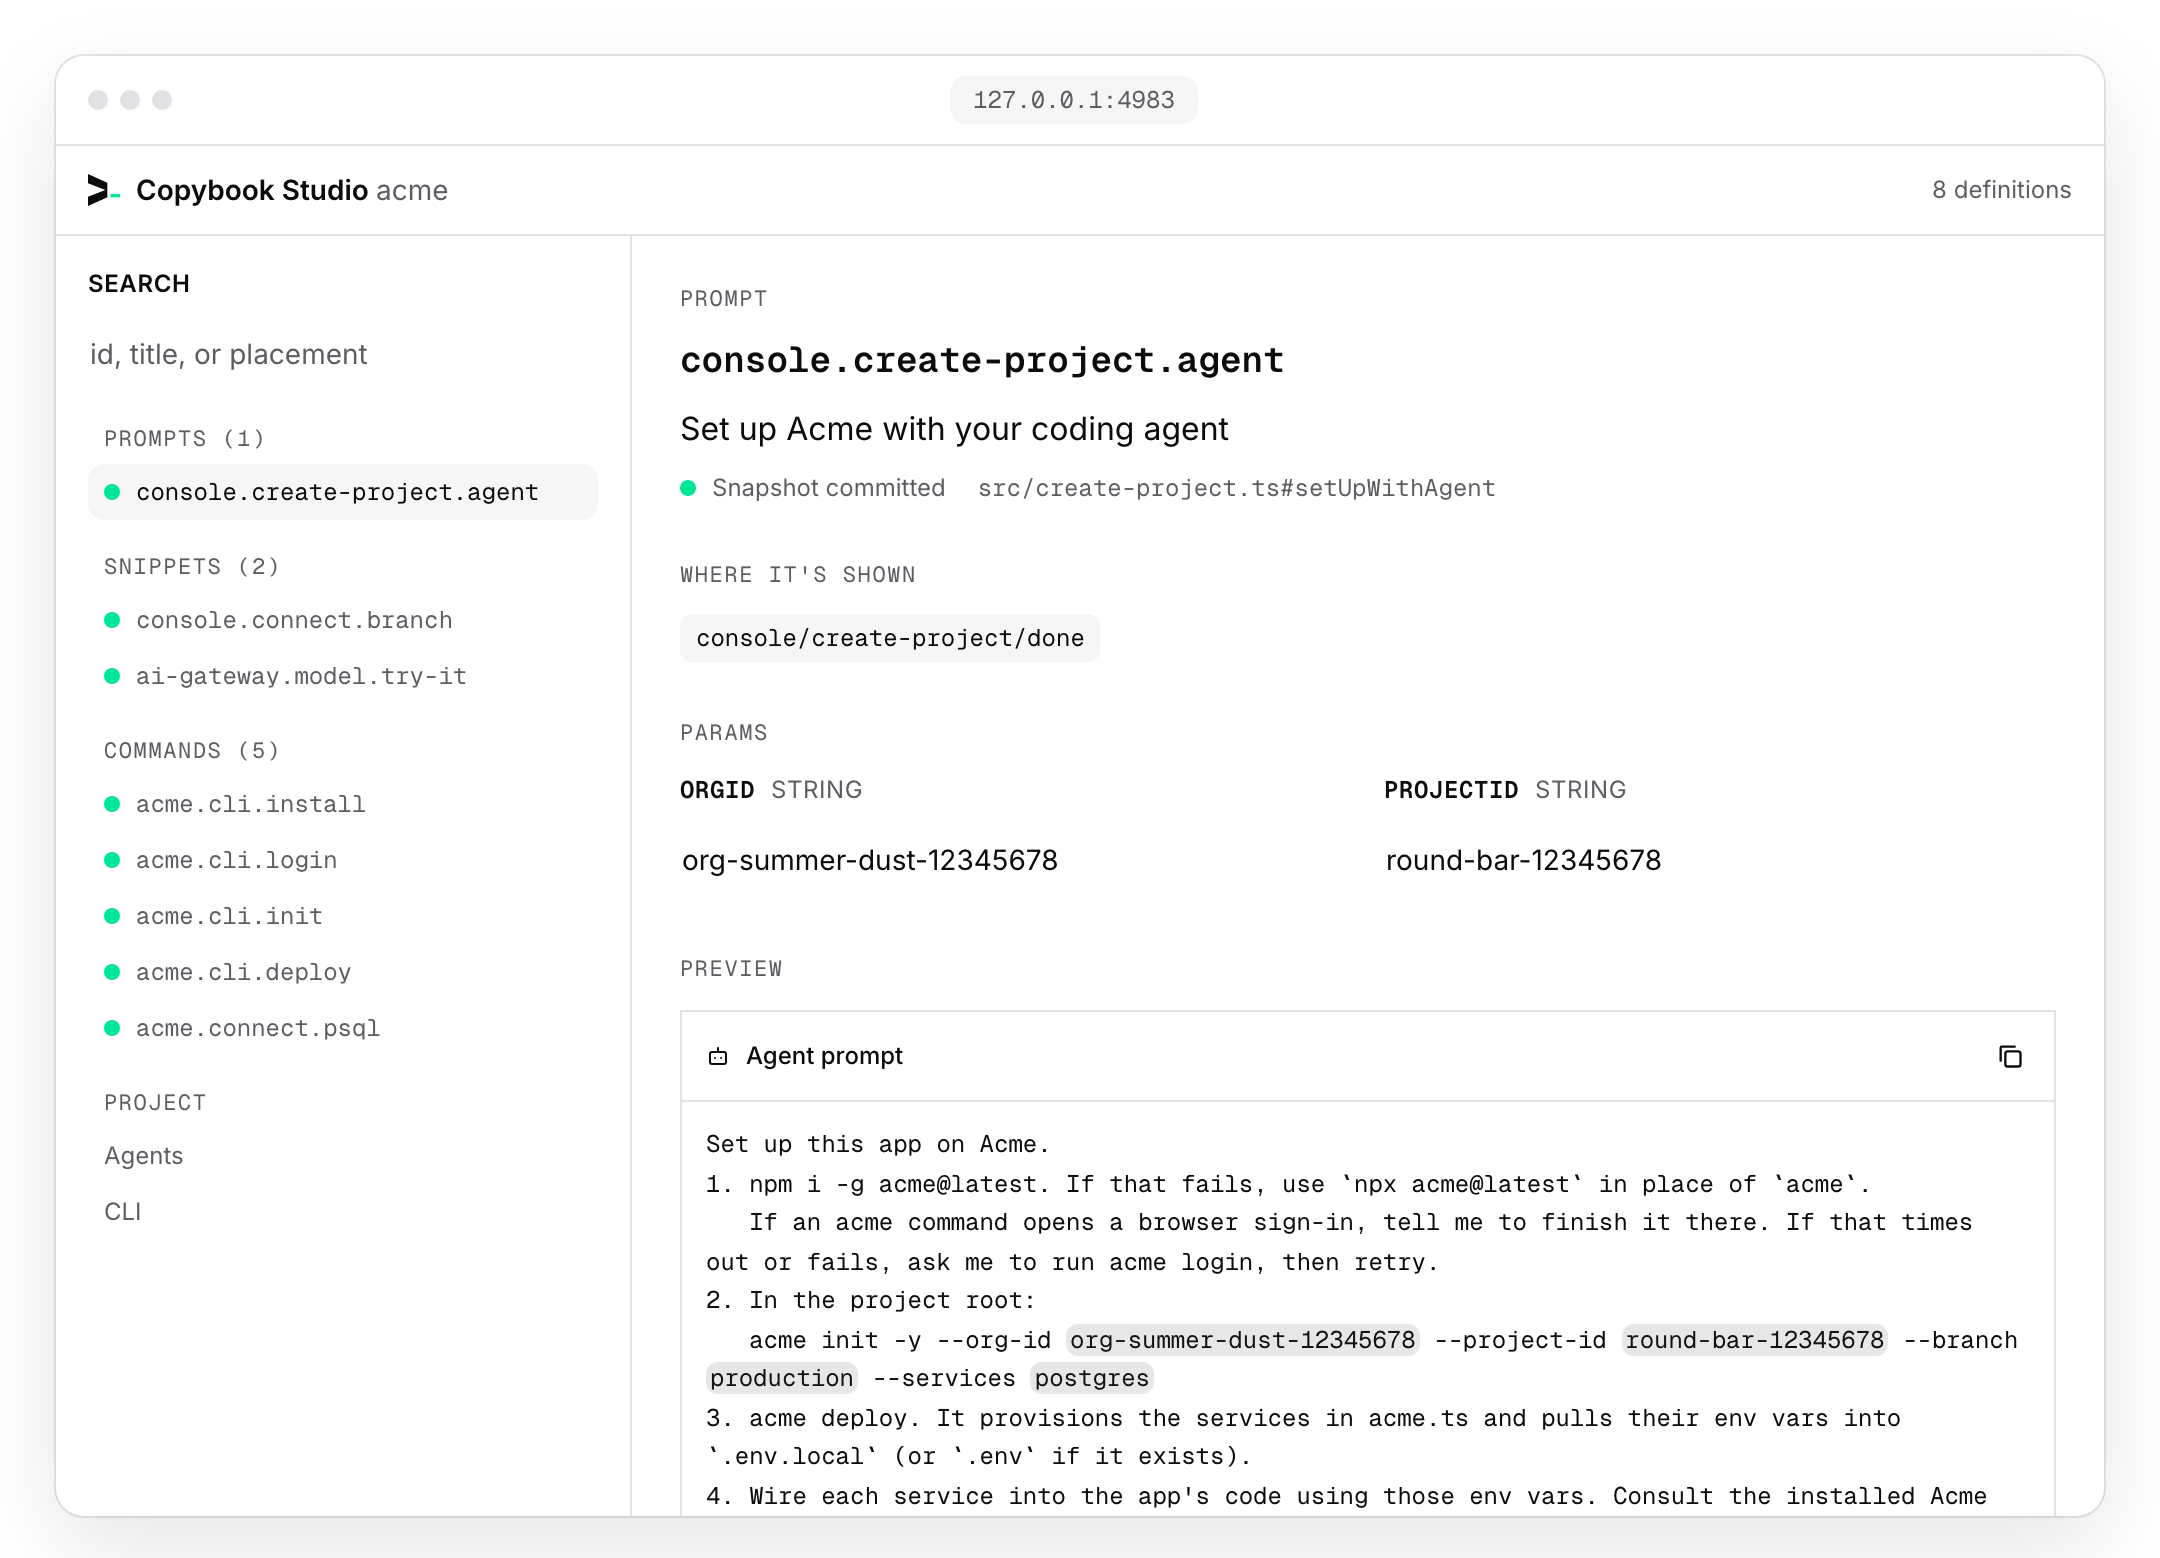 127.0.0.1:4983
Copybook Studio acme
8 definitions
SEARCH
id, title, or placement
PROMPTS (1)
console.create-project.agent
SNIPPETS (2)
console.connect.branch
ai-gateway.model.try-it
COMMANDS (5)
acme.cli.install
acme.cli.login
acme.cli.init
acme.cli.deploy
acme.connect.psql
PROJECT
Agents
CLI
PROMPT
console.create-project.agent
Set up Acme with your coding agent
Snapshot committed src/create-project.ts#setUpWithAgent
WHERE IT'S SHOWN
console/create-project/done
PARAMS
ORGID STRING
org-summer-dust-12345678
PROJECTID STRING
round-bar-12345678
PREVIEW
Agent prompt
Set up this app on Acme.
1. npm i -g acme@latest. If that fails, use `npx acme@latest` in place of `acme`.
If an acme command opens a browser sign-in, tell me to finish it there. If that times
out or fails, ask me to run acme login, then retry.
2. In the project root:
acme init -y --org-id org-summer-dust-12345678 --project-id round-bar-12345678 --branch
production --services postgres
3. acme deploy. It provisions the services in acme.ts and pulls their env vars into
`.env.local` (or `.env` if it exists).
4. Wire each service into the app's code using those env vars. Consult the installed Acme